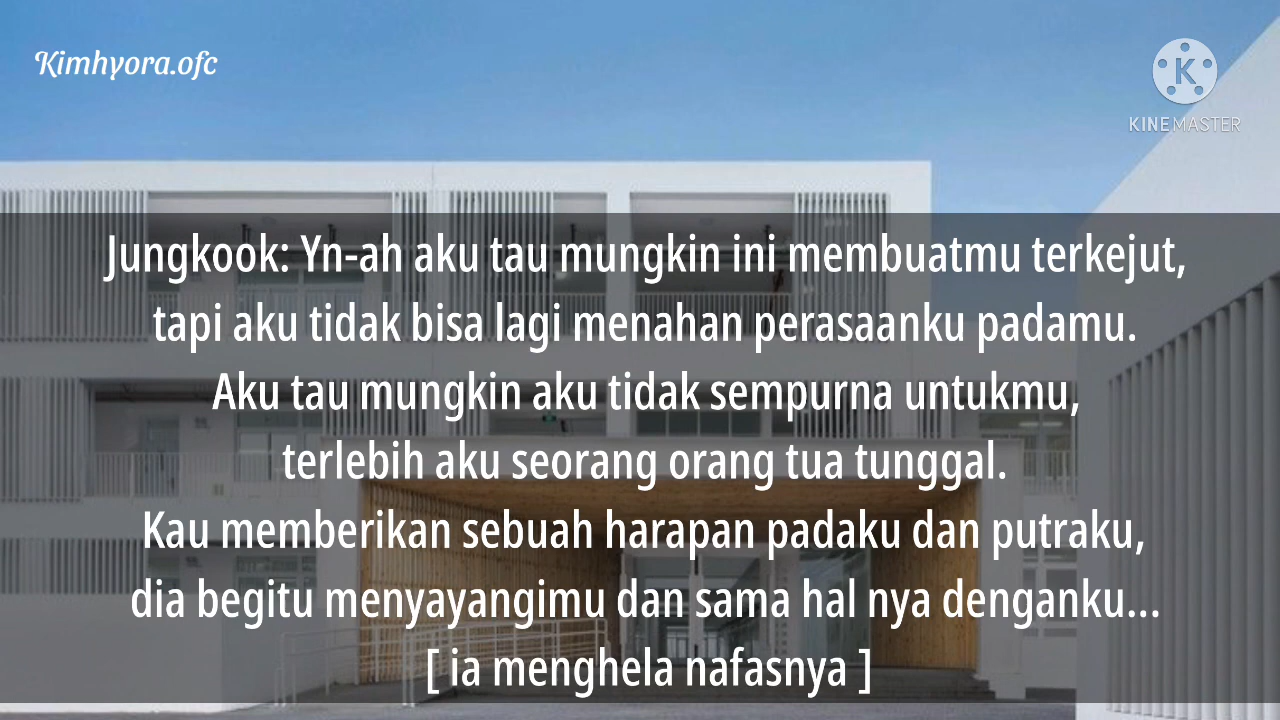 Kimhyora.ofc
K
KINEMASTER
Jungkook: Yn-ah aku tau mungkin ini membuatmu terkejut,
tapi aku tidak bisa lagi menahan perasaanku padamu.
Aku tau mungkin aku tidak sempurna untukmu,
terlebih aku seorang orang tua tunggal.
Kau memberikan sebuah harapan padaku dan putraku,
dia begitu menyayangimu dan sama hal nya denganku...
[ ia menghela nafasnya ]